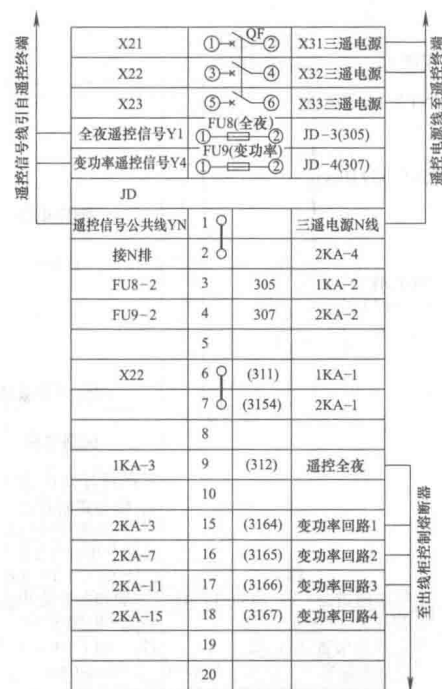 遥控信号线引自遥控终端
遥控电源线至遥控终端
X21 ① QF ② X31三遥电源
X22 ③ ④ X32三遥电源
X23 ⑤ ⑥ X33三遥电源
全夜遥控信号Y1 ① FU8(全夜) ② JD-3(305)
变功率遥控信号Y4 ① FU9(变功率) ② JD-4(307)
JD
遥控信号公共线YN 1 三遥电源N线
接N排 2 2KA-4
FU8-2 3 305 1KA-2
FU9-2 4 307 2KA-2
5
X22 6 (311) 1KA-1
7 (3154) 2KA-1
8
1KA-3 9 (312) 遥控全夜
10
2KA-3 15 (3164) 变功率回路1
2KA-7 16 (3165) 变功率回路2
2KA-11 17 (3166) 变功率回路3
2KA-15 18 (3167) 变功率回路4
19
20
至出线柜控制熔断器